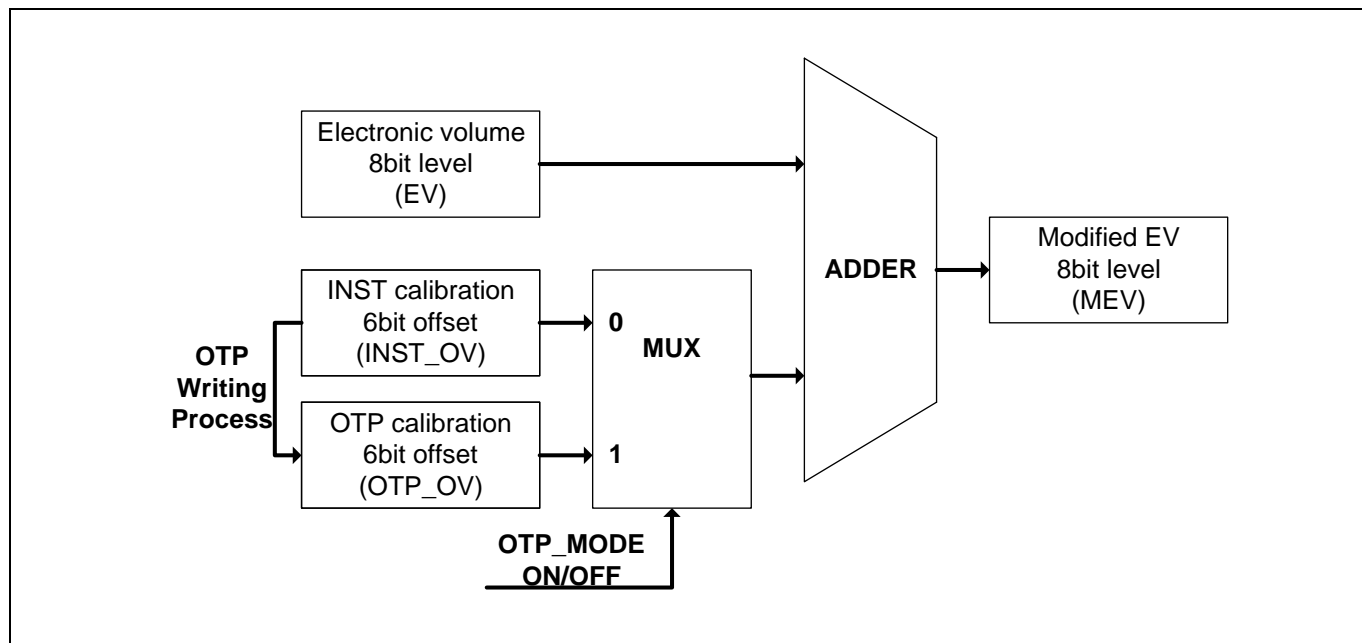 Electronic volume
8bit level
(EV)
INST calibration
6bit offset
(INST_OV)
OTP
Writing
Process
OTP calibration
6bit offset
(OTP_OV)
0
MUX
1
OTP_MODE
ON/OFF
ADDER
Modified EV
8bit level
(MEV)